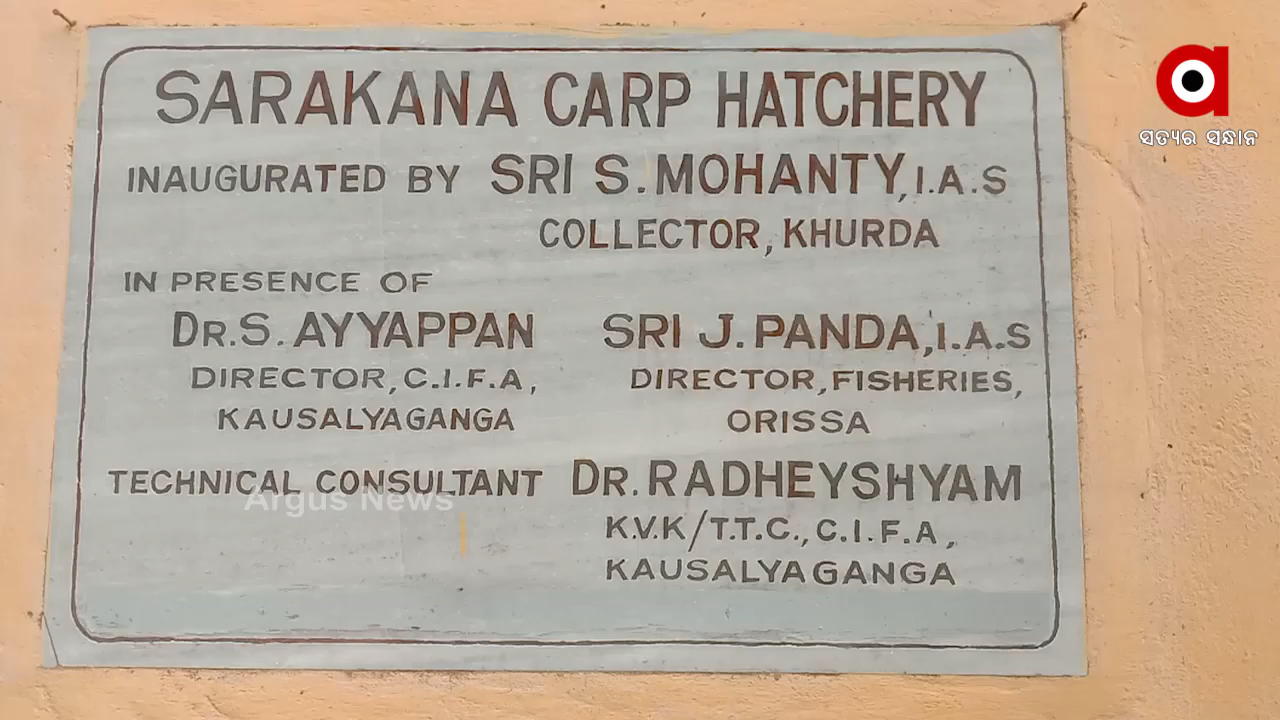 SARAKANA CARP HATCHERY
INAUGURATED BY SRI S. MOHANTY, I.A.S
COLLECTOR, KHURDA
IN PRESENCE OF
DR. S. AYYAPPAN SRI J. PANDA, I.A.S
DIRECTOR, C.I.F.A, DIRECTOR, FISHERIES,
KAUSALYAGANGA ORISSA
TECHNICAL CONSULTANT DR. RADHEYSHYAM
K.V.K/T.T.C., C.I.F.A,
KAUSALYAGANGA
Argus News
a
ସତ୍ୟର ସନ୍ଧାନ